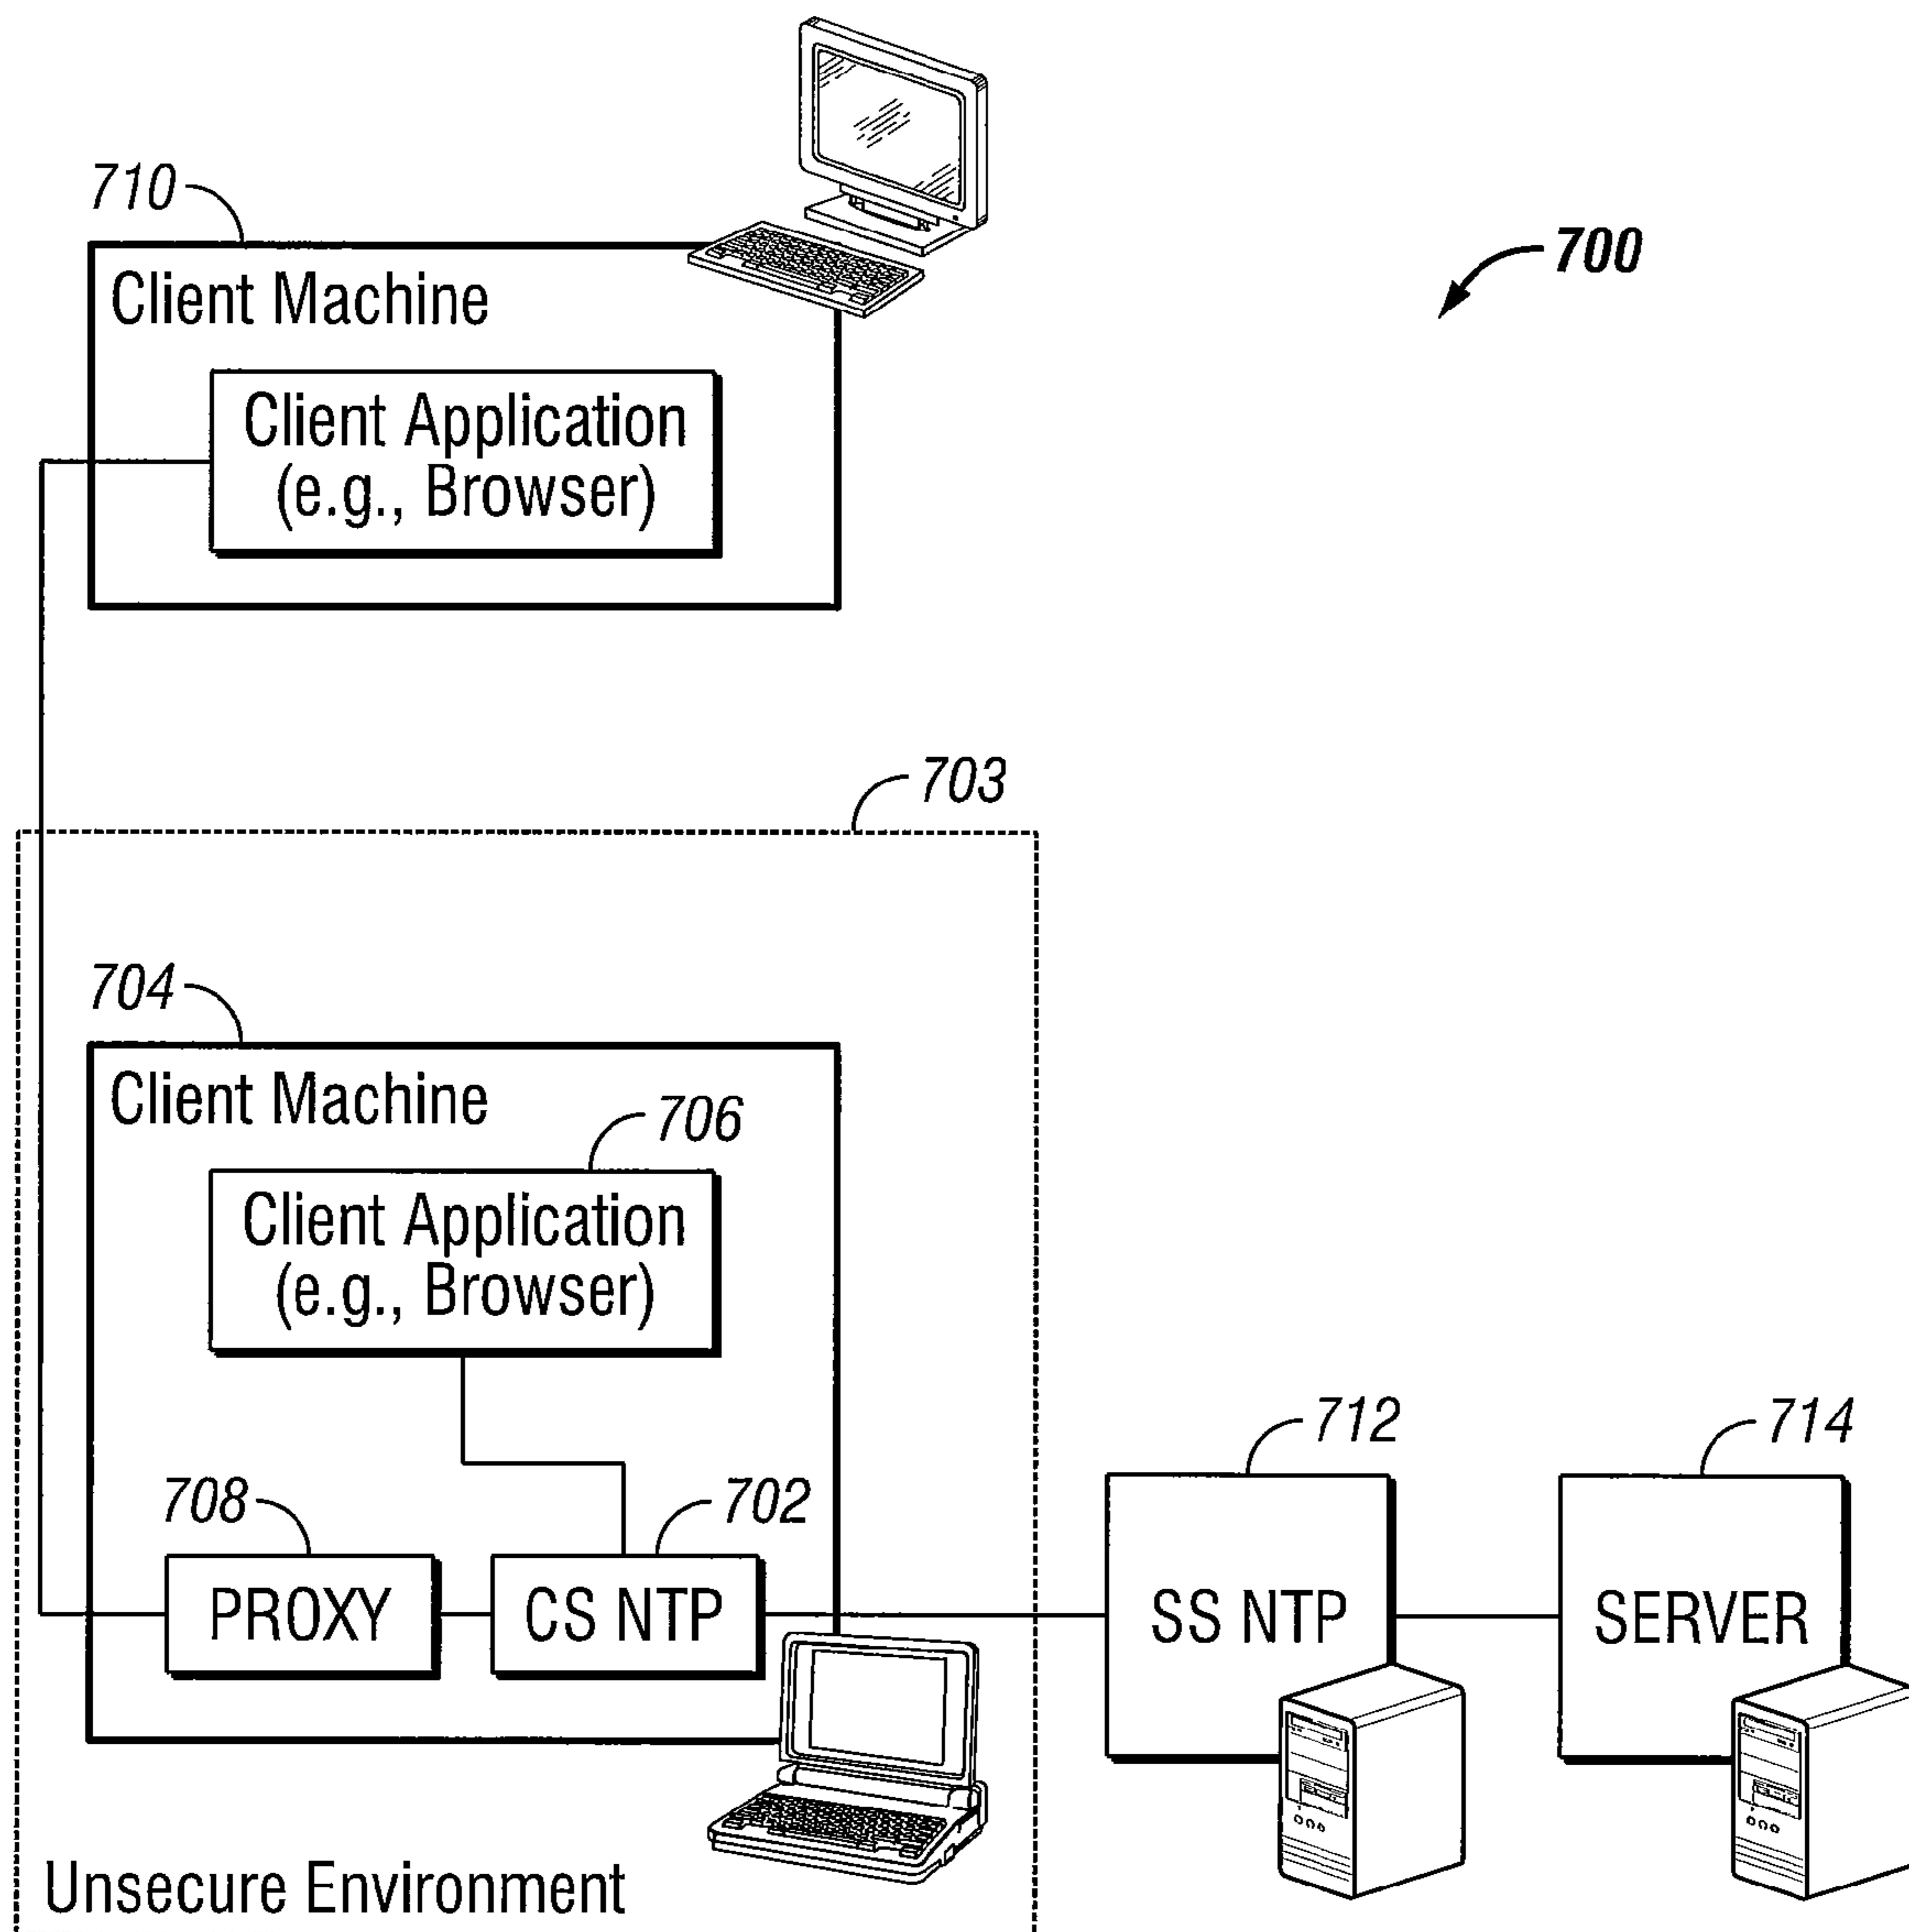 710
Client Machine
700
Client Application
(e.g., Browser)
703
704
Client Machine
706
Client Application
(e.g., Browser)
708
702
712
714
PROXY
CS NTP
SS NTP
SERVER
Unsecure Environment